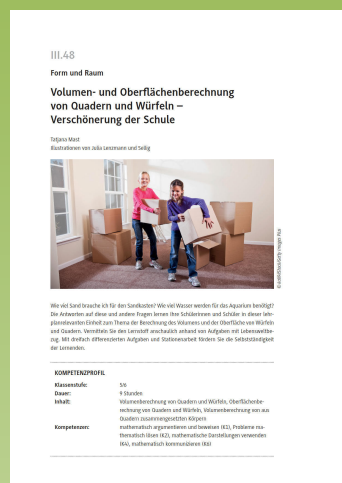 III.48
Form und Raum
Volumen- und Oberflächenberechnung
von Quadern und Würfeln –
Verschönerung der Schule
Tatjana Mast
Illustrationen von Julia Lenzmann und Seilig
Wie viel Sand brauche ich für den Sandkasten? Wie viel Wasser werden für das Aquarium benötigt?
Die Antworten auf diese und andere Fragen lernen Ihre Schülerinnen und Schüler in dieser lehr-
planrelevanten Einheit zum Thema der Berechnung des Volumens und der Oberfläche von Würfeln
und Quadern. Vermitteln Sie den Lernstoff anschaulich anhand von Aufgaben mit Lebensweltbe-
zug. Mit dreifach differenzierten Aufgaben und Stationenarbeit fördern Sie die Selbstständigkeit
der Lernenden.
KOMPETENZPROFIL
Klassenstufe: 5/6
Dauer: 9 Stunden
Inhalt: Volumenberechnung von Quadern und Würfeln, Oberflächenbe-
rechnung von Quadern und Würfeln, Volumenberechnung von aus
Quadern zusammengesetzten Körpern
Kompetenzen: mathematisch argumentieren und beweisen (K1), Probleme ma-
thematisch lösen (K2), mathematische Darstellungen verwenden
(K4), mathematisch kommunizieren (K6)